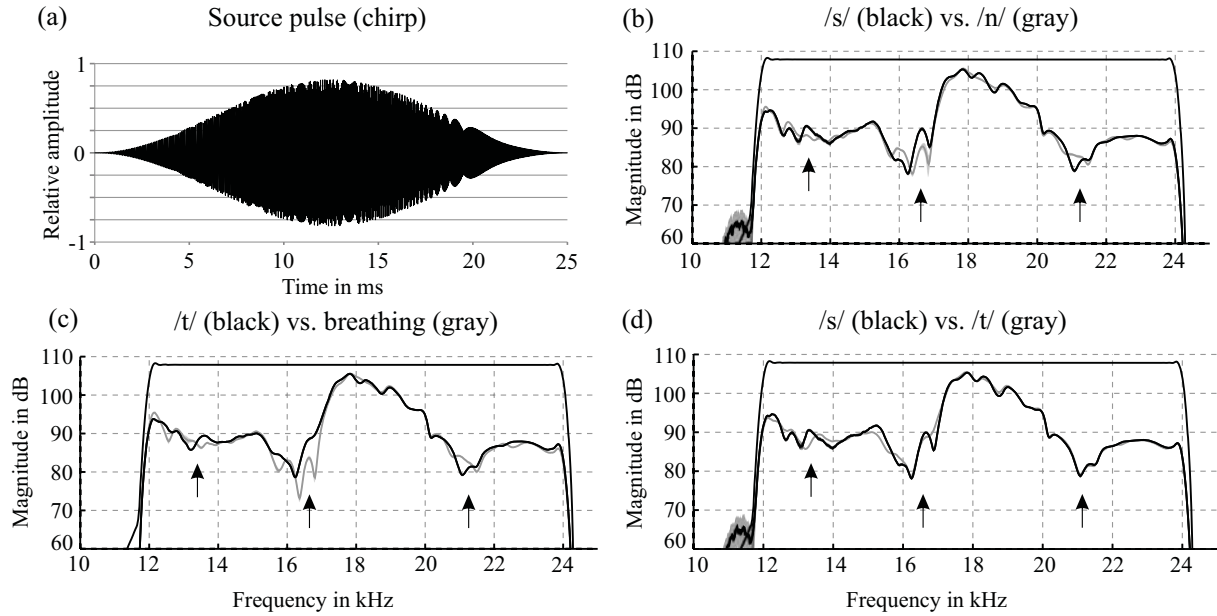 (a) Source pulse (chirp)
Relative amplitude
1
0
-1
0 5 10 15 20 25
Time in ms
(b) /s/ (black) vs. /n/ (gray)
Magnitude in dB
110
100
90
80
70
60
10 12 14 16 18 20 22 24
(c) /t/ (black) vs. breathing (gray)
Magnitude in dB
110
100
90
80
70
60
10 12 14 16 18 20 22 24
Frequency in kHz
(d) /s/ (black) vs. /t/ (gray)
Magnitude in dB
110
100
90
80
70
60
10 12 14 16 18 20 22 24
Frequency in kHz